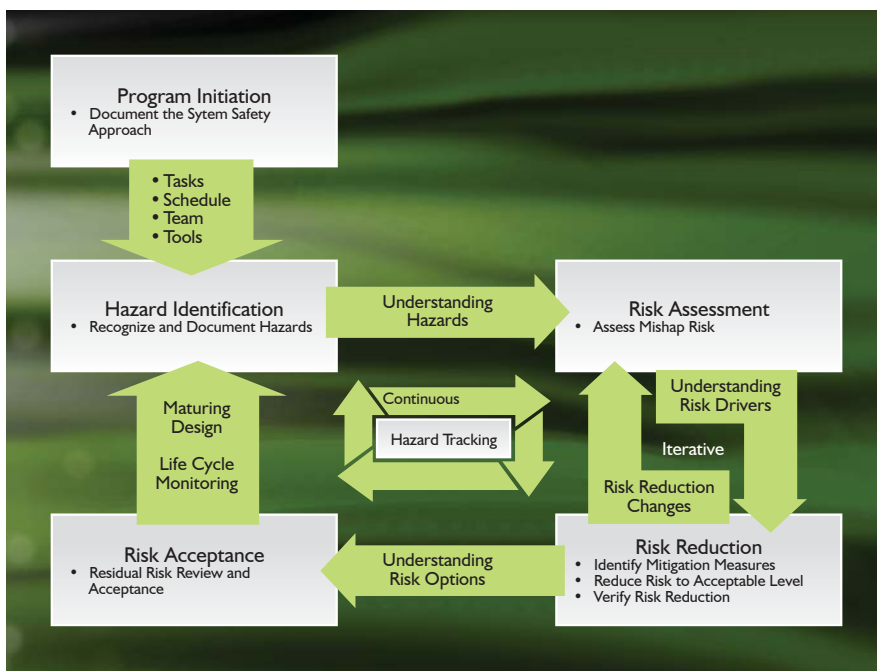 Program Initiation
• Document the Sytem Safety
Approach
• Tasks
• Schedule
• Team
• Tools
Hazard Identification
• Recognize and Document Hazards
Understanding
Hazards
Risk Assessment
• Assess Mishap Risk
Understanding
Risk Drivers
Iterative
Risk Reduction
Changes
Continuous
Hazard Tracking
Maturing
Design
Life Cycle
Monitoring
Risk Reduction
• Identify Mitigation Measures
• Reduce Risk to Acceptable Level
• Verify Risk Reduction
Understanding
Risk Options
Risk Acceptance
• Residual Risk Review and
Acceptance